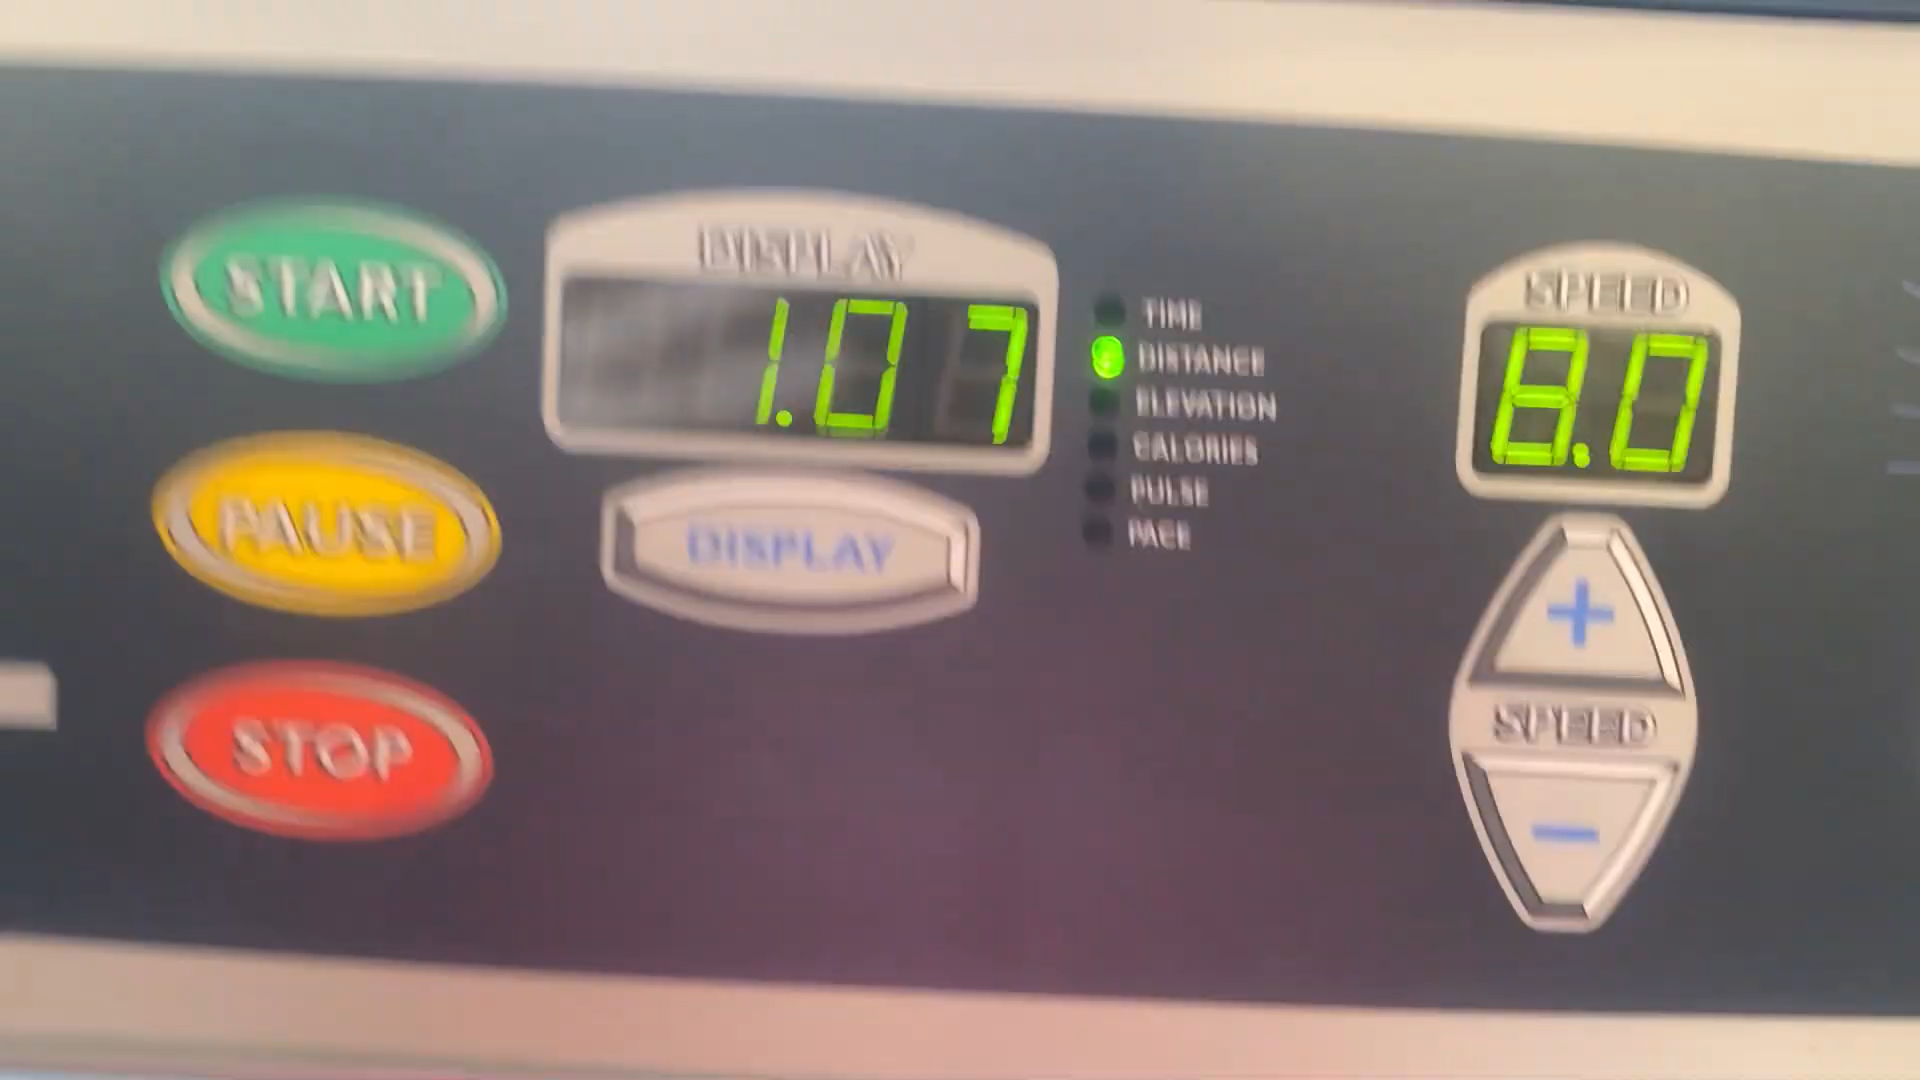 START
PAUSE
STOP
DISPLAY
1.07
DISPLAY
TIME
DISTANCE
ELEVATION
CALORIES
PULSE
PACE
SPEED
8.0
+
SPEED
−